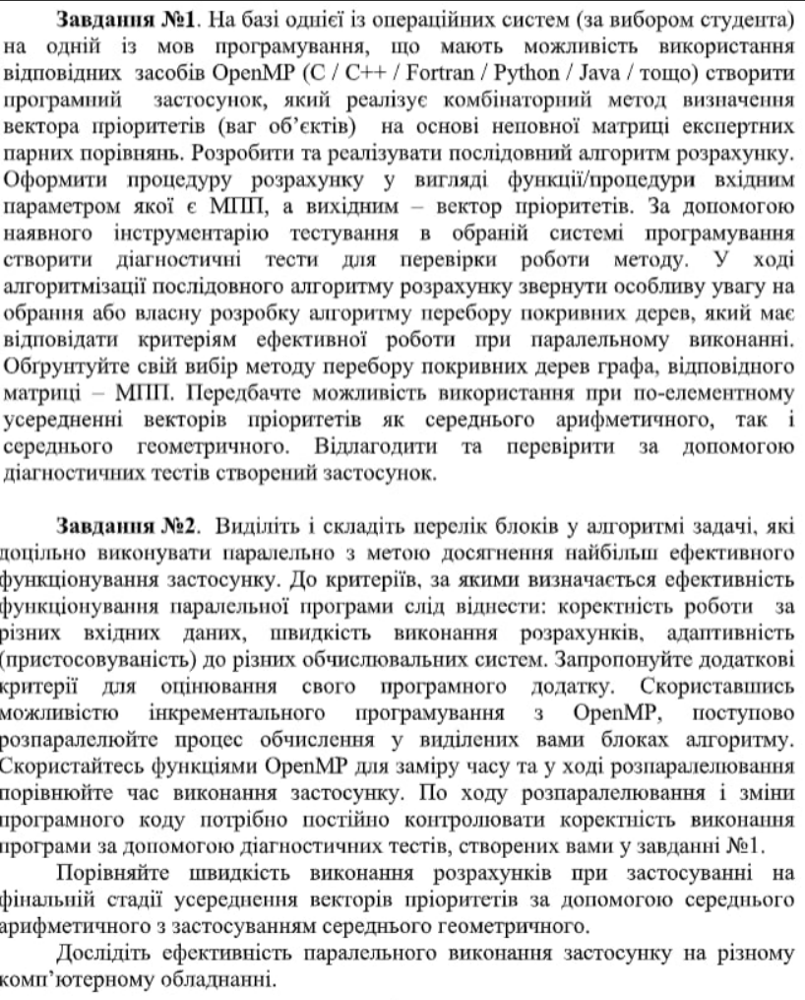 Завдання №1. На базі однієї із операційних систем (за вибором студента)
на одній із мов програмування, що мають можливість використання
відповідних засобів OpenMP (C / C++ / Fortran / Python / Java / тощо) створити
програмний застосунок, який реалізує комбінаторний метод визначення
вектора пріоритетів (ваг об’єктів) на основі неповної матриці експертних
парних порівнянь. Розробити та реалізувати послідовний алгоритм розрахунку.
Оформити процедуру розрахунку у вигляді функції/процедури вхідним
параметром якої є МПП, а вихідним – вектор пріоритетів. За допомогою
наявного інструментарію тестування в обраній системі програмування
створити діагностичні тести для перевірки роботи методу. У ході
алгоритмізації послідовного алгоритму розрахунку звернути особливу увагу на
обрання або власну розробку алгоритму перебору покривних дерев, який має
відповідати критеріям ефективної роботи при паралельному виконанні.
Обґрунтуйте свій вибір методу перебору покривних дерев графа, відповідного
матриці – МПП. Передбачте можливість використання при по-елементному
усередненні векторів пріоритетів як середнього арифметичного, так і
середнього геометричного. Відлагодити та перевірити за допомогою
діагностичних тестів створений застосунок.
Завдання №2. Виділіть і складіть перелік блоків у алгоритмі задачі, які
доцільно виконувати паралельно з метою досягнення найбільш ефективного
функціонування застосунку. До критеріїв, за якими визначається ефективність
функціонування паралельної програми слід віднести: коректність роботи за
різних вхідних даних, швидкість виконання розрахунків, адаптивність
(пристосовуваність) до різних обчислювальних систем. Запропонуйте додаткові
критерії для оцінювання свого програмного додатку. Скориставшись
можливістю інкрементального програмування з OpenMP, поступово
розпаралелюйте процес обчислення у виділених вами блоках алгоритму.
Скористайтесь функціями OpenMP для заміру часу та у ході розпаралелювання
порівнюйте час виконання застосунку. По ходу розпаралелювання і зміни
програмного коду потрібно постійно контролювати коректність виконання
програми за допомогою діагностичних тестів, створених вами у завданні №1.
Порівняйте швидкість виконання розрахунків при застосуванні на
фінальній стадії усереднення векторів пріоритетів за допомогою середнього
арифметичного з застосуванням середнього геометричного.
Дослідіть ефективність паралельного виконання застосунку на різному
комп’ютерному обладнанні.